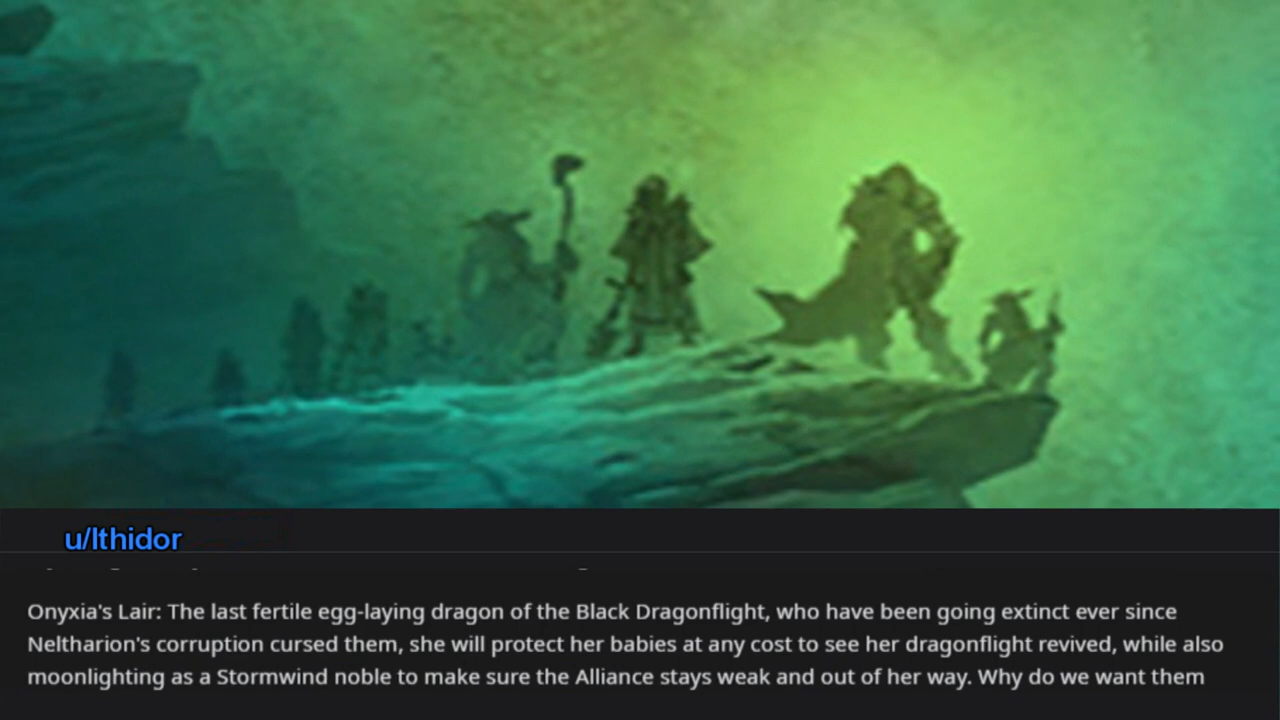 u/Ithidor
Onyxia's Lair: The last fertile egg-laying dragon of the Black Dragonflight, who have been going extinct ever since
Neltharion's corruption cursed them, she will protect her babies at any cost to see her dragonflight revived, while also
moonlighting as a Stormwind noble to make sure the Alliance stays weak and out of her way. Why do we want them